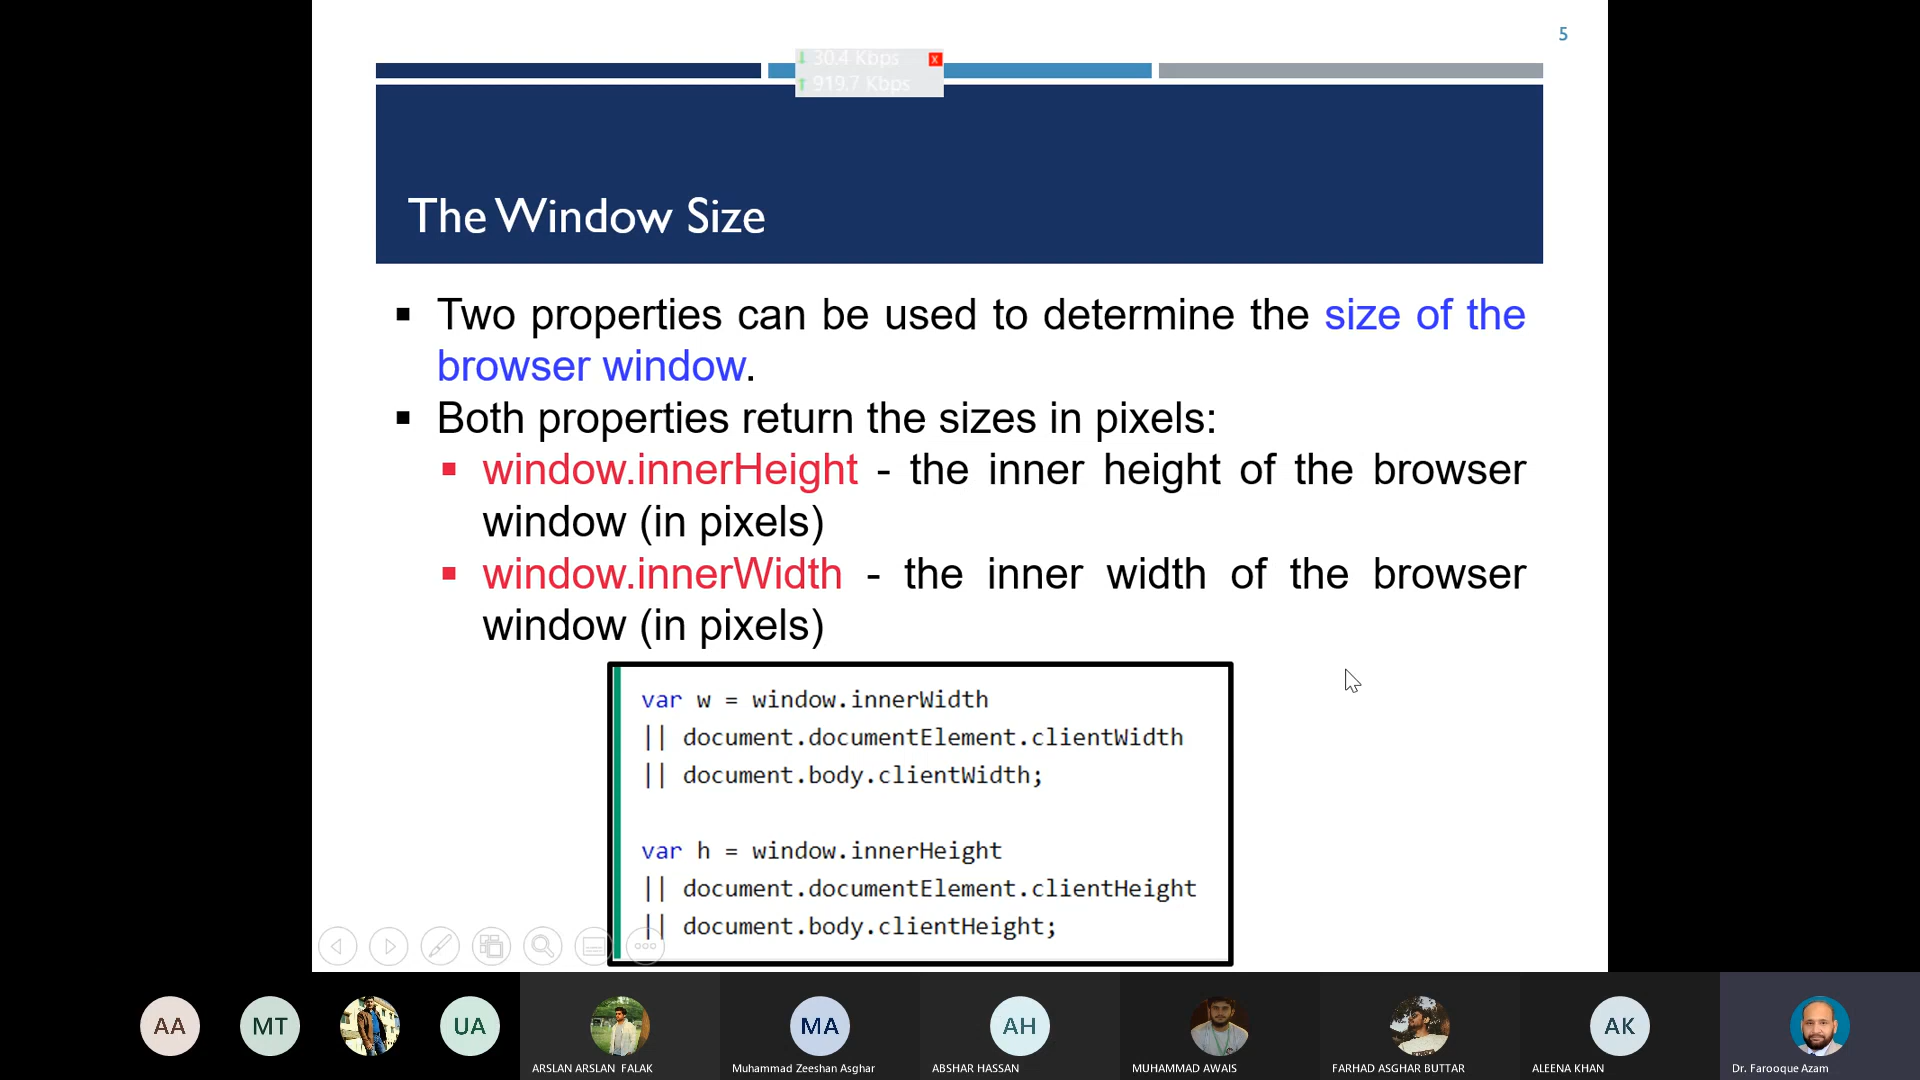 5
30.4 Kbps
x
919.7 Kbps
The Window Size
Two properties can be used to determine the size of the
browser window.
Both properties return the sizes in pixels:
window.innerHeight - the inner height of the browser
window (in pixels)
window.innerWidth - the inner width of the browser
window (in pixels)
var w = window.innerWidth
|| document.documentElement.clientWidth
|| document.body.clientWidth;
var h = window.innerHeight
|| document.documentElement.clientHeight
|| document.body.clientHeight;
AA MT UA MA AH AK
ARSLAN ARSLAN FALAK Muhammad Zeeshan Asghar ABSHAR HASSAN MUHAMMAD AWAIS FARHAD ASGHAR BUTTAR ALEENA KHAN Dr. Farooque Azam